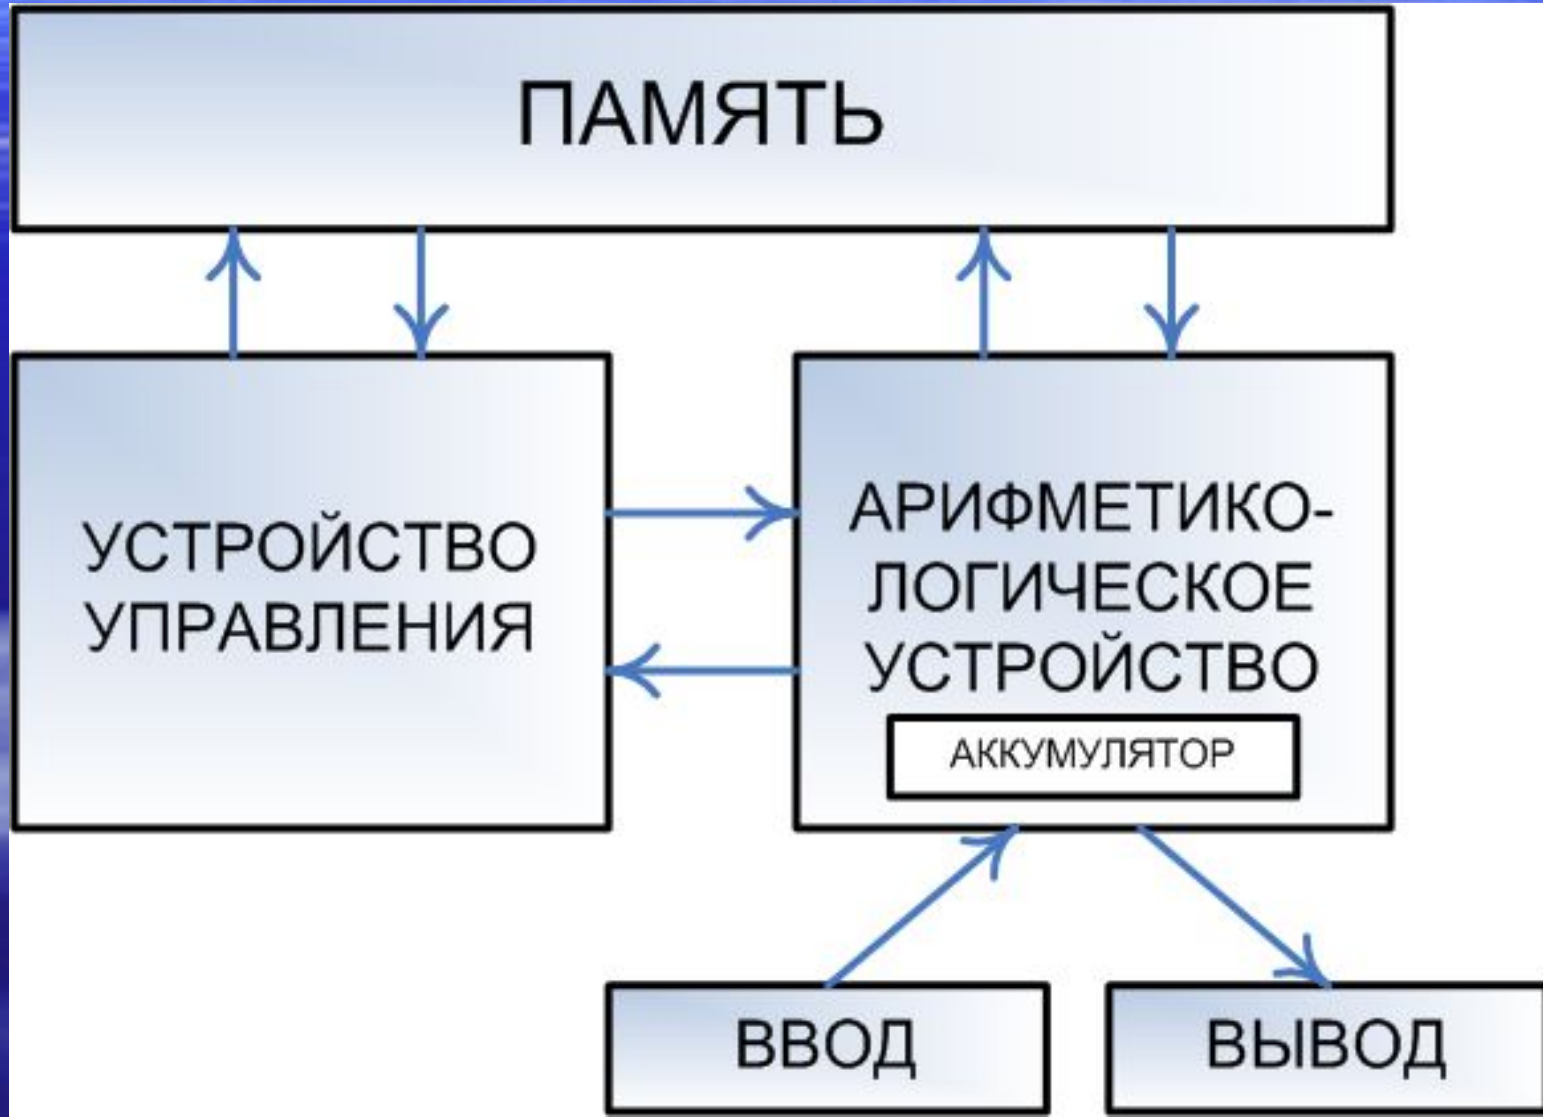 ПАМЯТЬ
УСТРОЙСТВО
УПРАВЛЕНИЯ
АРИФМЕТИКО-
ЛОГИЧЕСКОЕ
УСТРОЙСТВО
АККУМУЛЯТОР
ВВОД
ВЫВОД